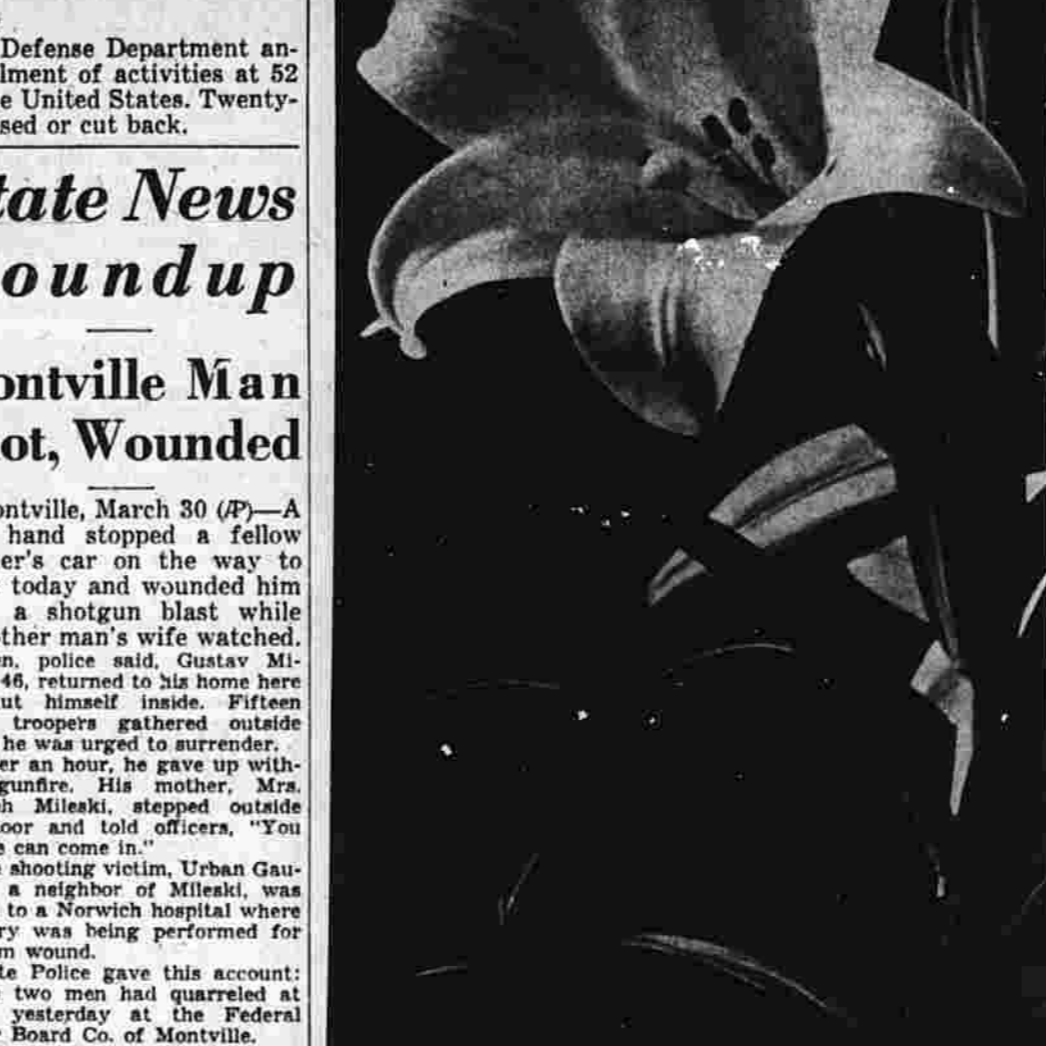 Defense Department an-
lment of activities at 52
e United States. Twenty-
sed or cut back.
tate News
oundup
ontville Man
ot, Wounded
ontville, March 30 (AP)—A
hand stopped a fellow
er's car on the way to
today and wounded him
a shotgun blast while
ther man's wife watched.
n, police said, Gustav Mi-
46, returned to his home here
ut himself inside. Fifteen
troopers gathered outside
he was urged to surrender.
er an hour, he gave up with-
gunfire. His mother, Mrs.
h Mileski, stepped outside
oor and told officers, "You
e can come in."
shooting victim, Urban Gau-
a neighbor of Mileski, was
to a Norwich hospital where
ry was being performed for
m wound.
te Police gave this account:
two men had quarreled at
yesterday at the Federal
Board Co. of Montville.